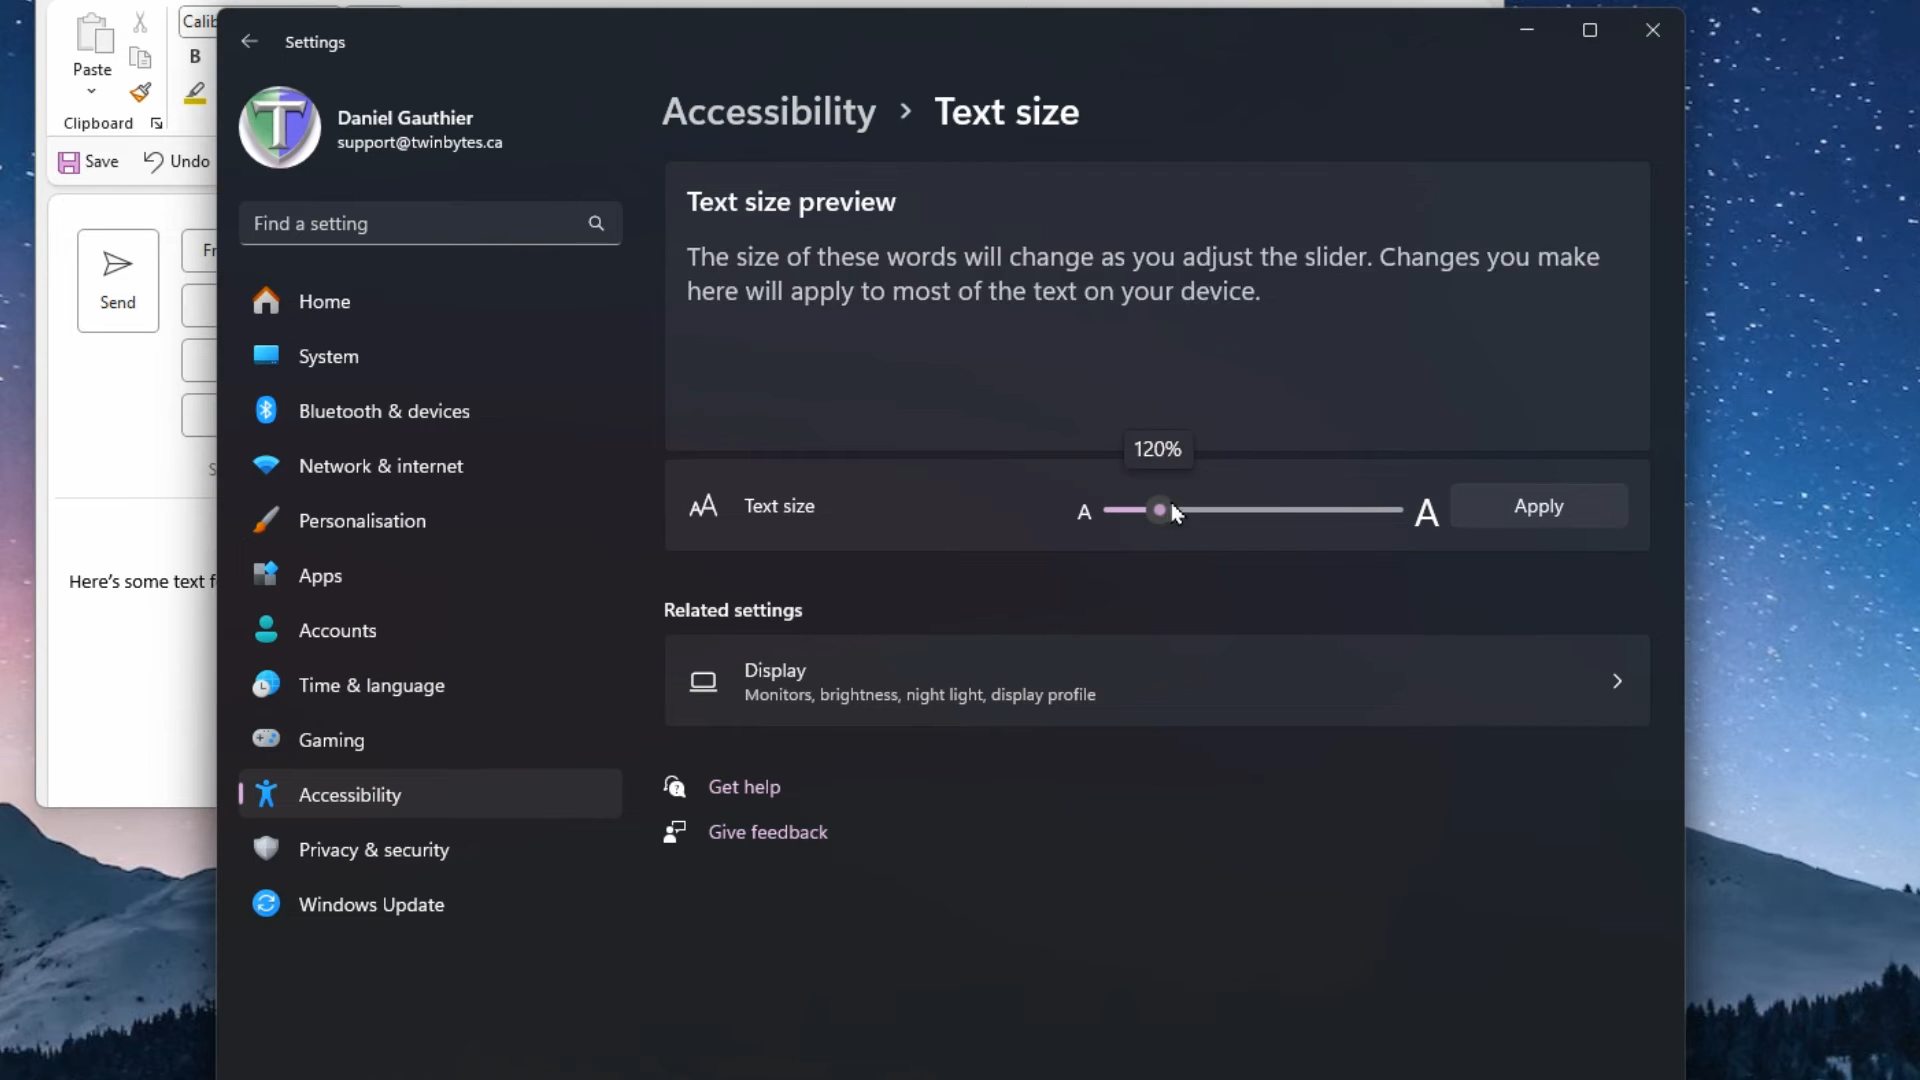 Calib
Paste
B
Clipboard
Save
Undo
Send
Here's some text f
Settings
Daniel Gauthier
support@twinbytes.ca
Find a setting
Home
System
Bluetooth & devices
Network & internet
Personalisation
Apps
Accounts
Time & language
Gaming
Accessibility
Privacy & security
Windows Update
Accessibility > Text size
Text size preview
The size of these words will change as you adjust the slider. Changes you make
here will apply to most of the text on your device.
120%
Text size
A
A
Apply
Related settings
Display
Monitors, brightness, night light, display profile
Get help
Give feedback